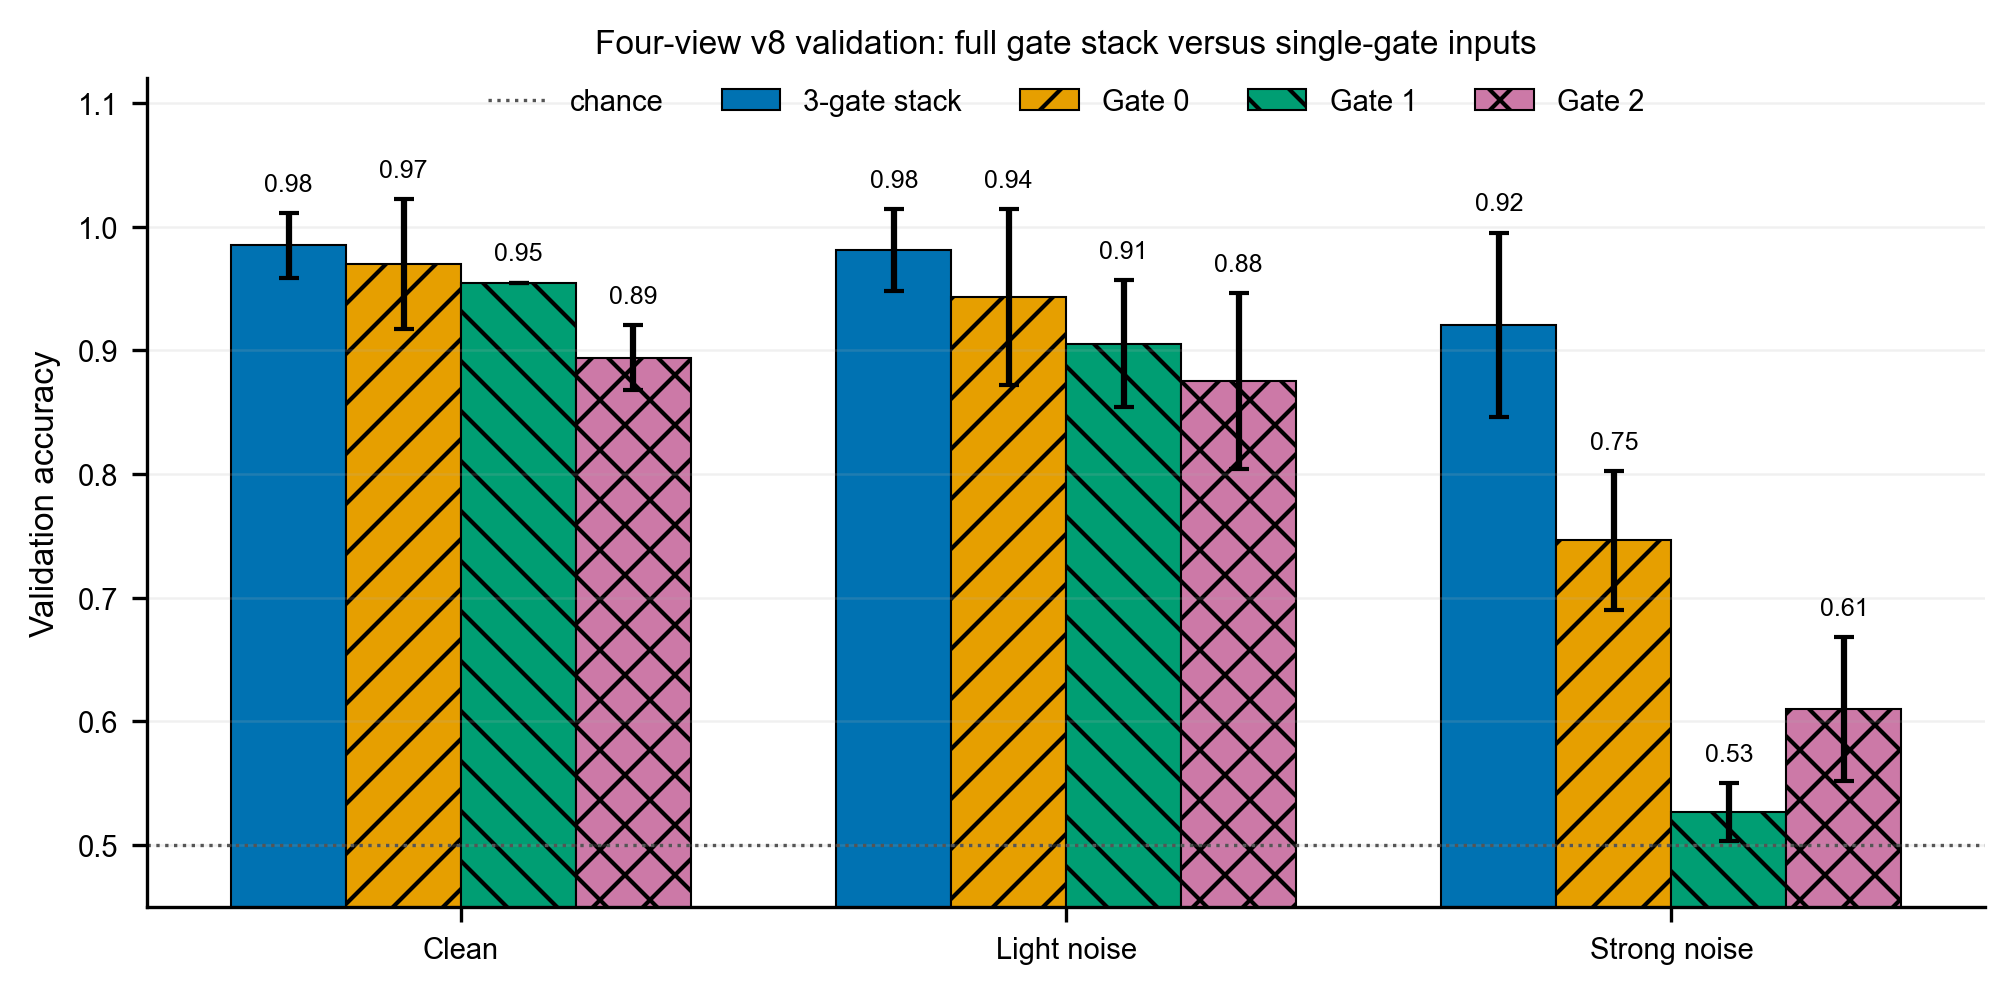 Four-view v8 validation: full gate stack versus single-gate inputs
chance 3-gate stack Gate 0 Gate 1 Gate 2
Validation accuracy
1.1
1.0
0.9
0.8
0.7
0.6
0.5
0.98 0.97 0.95 0.89
0.98 0.94 0.91 0.88
0.92 0.75 0.53 0.61
Clean Light noise Strong noise